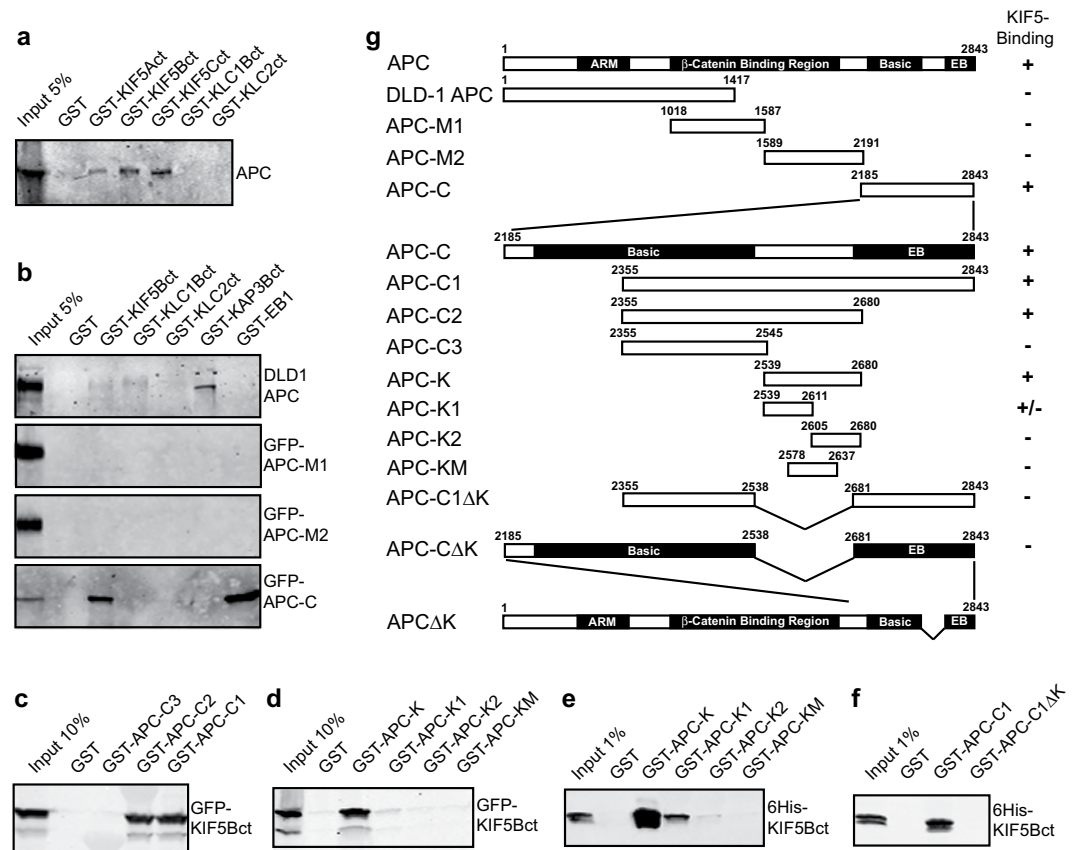 a
Input 5%
GST
GST-KIF5Act
GST-KIF5Bct
GST-KIF5Cct
GST-KLC1Bct
GST-KLC2ct
APC
b
Input 5%
GST
GST-KIF5Bct
GST-KLC1Bct
GST-KLC2ct
GST-KAP3Bct
GST-EB1
DLD1
APC
GFP-
APC-M1
GFP-
APC-M2
GFP-
APC-C
g
KIF5-
Binding
1 2843
APC ARM β-Catenin Binding Region Basic EB +
1 1417
DLD-1 APC -
1018 1587
APC-M1 -
1589 2191
APC-M2 -
2185 2843
APC-C +
2185 2843
APC-C Basic EB +
2355 2843
APC-C1 +
2355 2680
APC-C2 +
2355 2545
APC-C3 -
2539 2680
APC-K +
2539 2611
APC-K1 +/-
2605 2680
APC-K2 -
2578 2637
APC-KM -
2355 2538 2681 2843
APC-C1ΔK -
2185 2538 2681 2843
APC-CΔK Basic EB -
1 2843
APCΔK ARM β-Catenin Binding Region Basic EB
c
Input 10%
GST
GST-APC-C3
GST-APC-C2
GST-APC-C1
GFP-
KIF5Bct
d
Input 10%
GST
GST-APC-K
GST-APC-K1
GST-APC-K2
GST-APC-KM
GFP-
KIF5Bct
e
Input 1%
GST
GST-APC-K
GST-APC-K1
GST-APC-K2
GST-APC-KM
6His-
KIF5Bct
f
Input 1%
GST
GST-APC-C1
GST-APC-C1ΔK
6His-
KIF5Bct